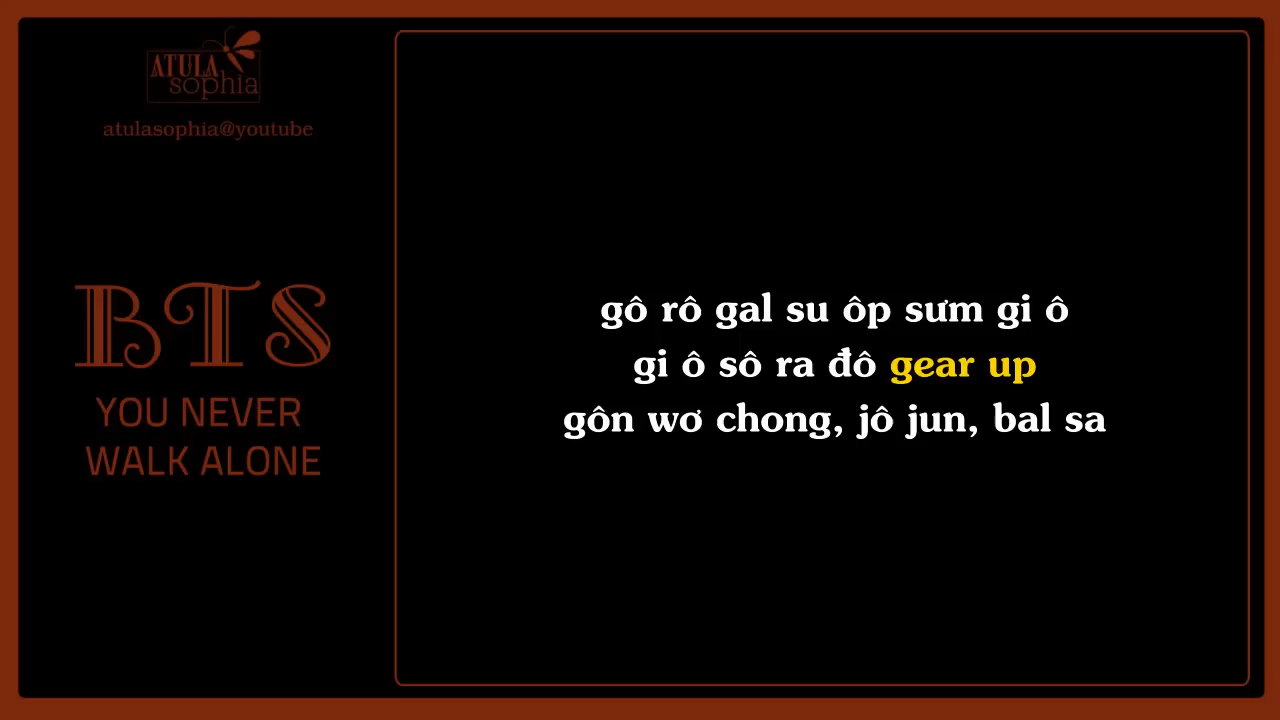 ATULA
sophia
atulasophia@youtube
BTS
YOU NEVER
WALK ALONE
gô rô gal su ôp sưm gi ô
gi ô sô ra đô gear up
gôn wơ chong, jô jun, bal sa